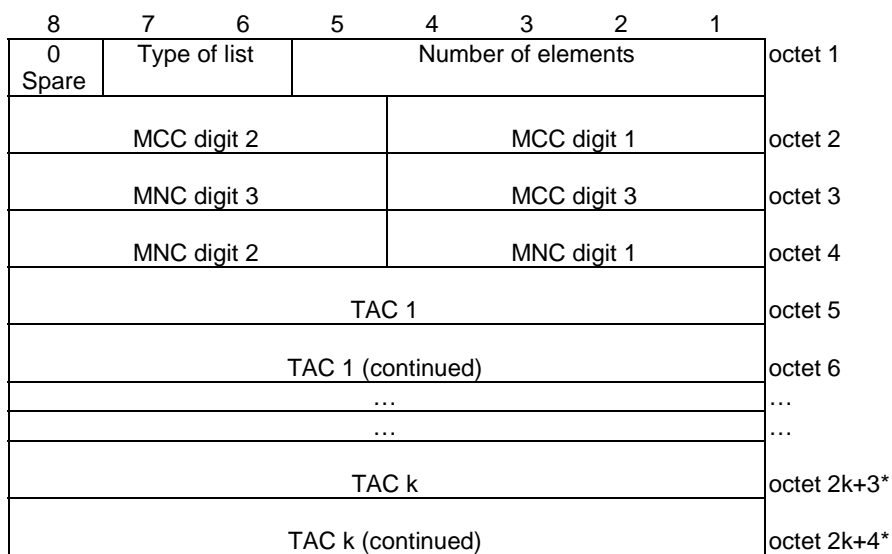 8 7 6 5 4 3 2 1
0 Type of list Number of elements octet 1
Spare
MCC digit 2 MCC digit 1 octet 2
MNC digit 3 MCC digit 3 octet 3
MNC digit 2 MNC digit 1 octet 4
TAC 1 octet 5
TAC 1 (continued) octet 6
… …
… …
TAC k octet 2k+3*
TAC k (continued) octet 2k+4*